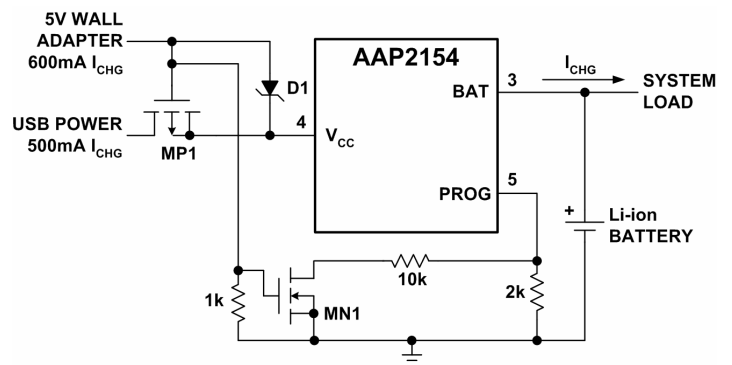 5V WALL
ADAPTER
600mA ICHG
USB POWER
500mA ICHG
MP1
D1
4
AAP2154
VCC
BAT
3
PROG
5
ICHG
SYSTEM
LOAD
+
Li-ion
BATTERY
10k
2k
1k
MN1